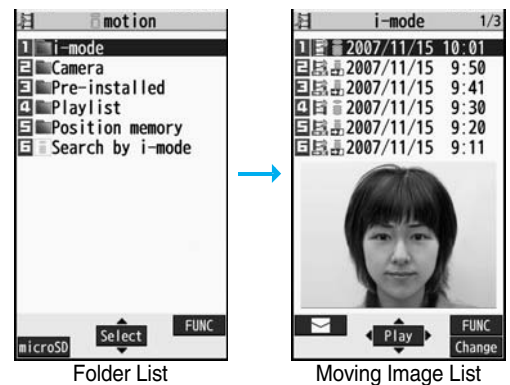 motion
1 i-mode
2 Camera
3 Pre-installed
4 Playlist
5 Position memory
6 Search by i-mode
Select
FUNC
microSD
Folder List
i-mode 1/3
1 2007/11/15 10:01
2 2007/11/15 9:50
3 2007/11/15 9:41
4 2007/11/15 9:30
5 2007/11/15 9:20
6 2007/11/15 9:11
Play
FUNC
Change
Moving Image List